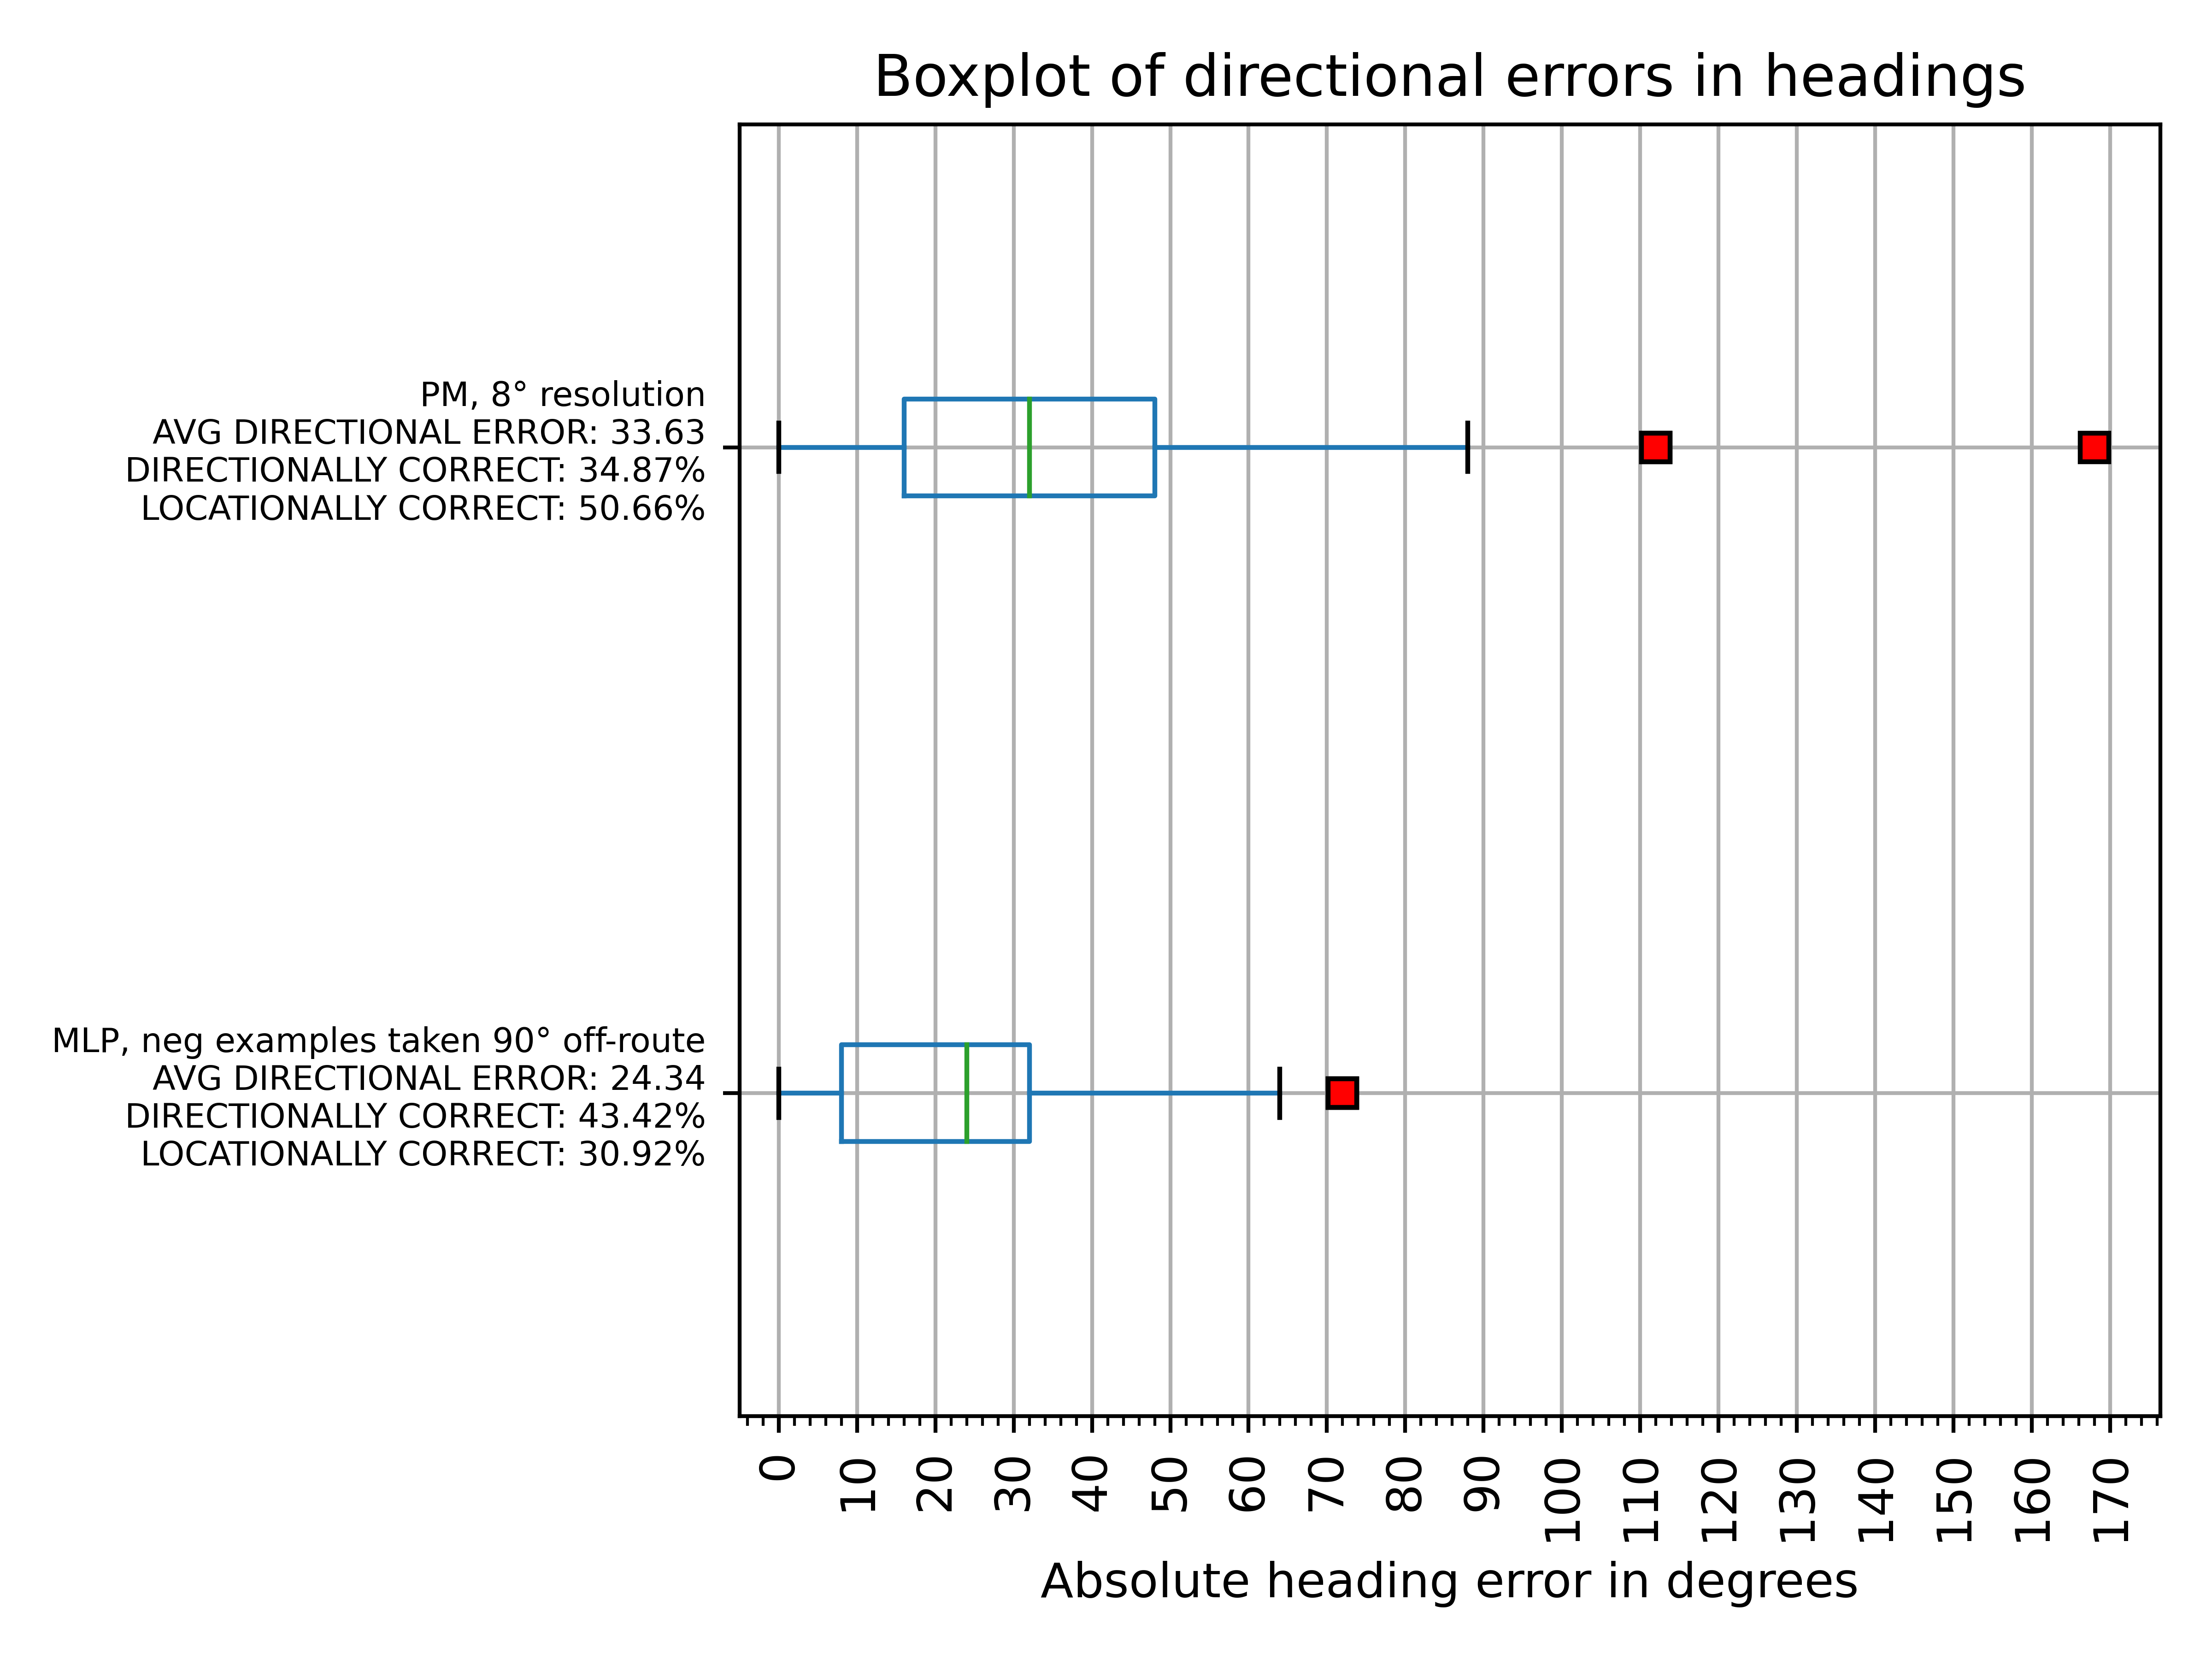 Boxplot of directional errors in headings
PM, 8° resolution
AVG DIRECTIONAL ERROR: 33.63
DIRECTIONALLY CORRECT: 34.87%
LOCATIONALLY CORRECT: 50.66%
MLP, neg examples taken 90° off-route
AVG DIRECTIONAL ERROR: 24.34
DIRECTIONALLY CORRECT: 43.42%
LOCATIONALLY CORRECT: 30.92%
0 10 20 30 40 50 60 70 80 90 100 110 120 130 140 150 160 170
Absolute heading error in degrees